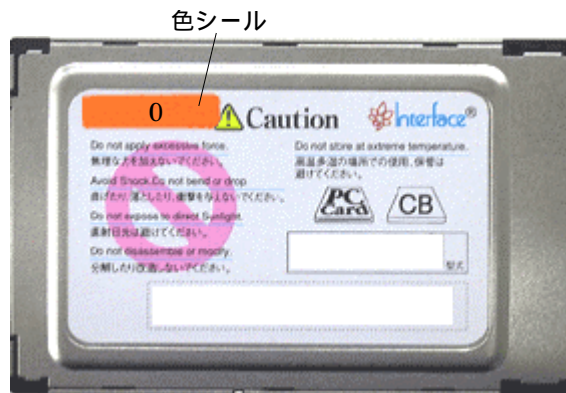 色シール
0
Caution
Interface®
Do not apply excessive force.
無理な力を加えないでください。
Avoid Shock.Do not bend or drop
曲げたり、落としたり、衝撃を与えないでください。
Do not expose to direct Sunlight.
直射日光は避けてください。
Do not disassemble or modify.
分解したり改造しないでください。
Do not store at extreme temperature.
高温多湿の場所での使用、保管は
避けてください。
PC
Card
CB
型式